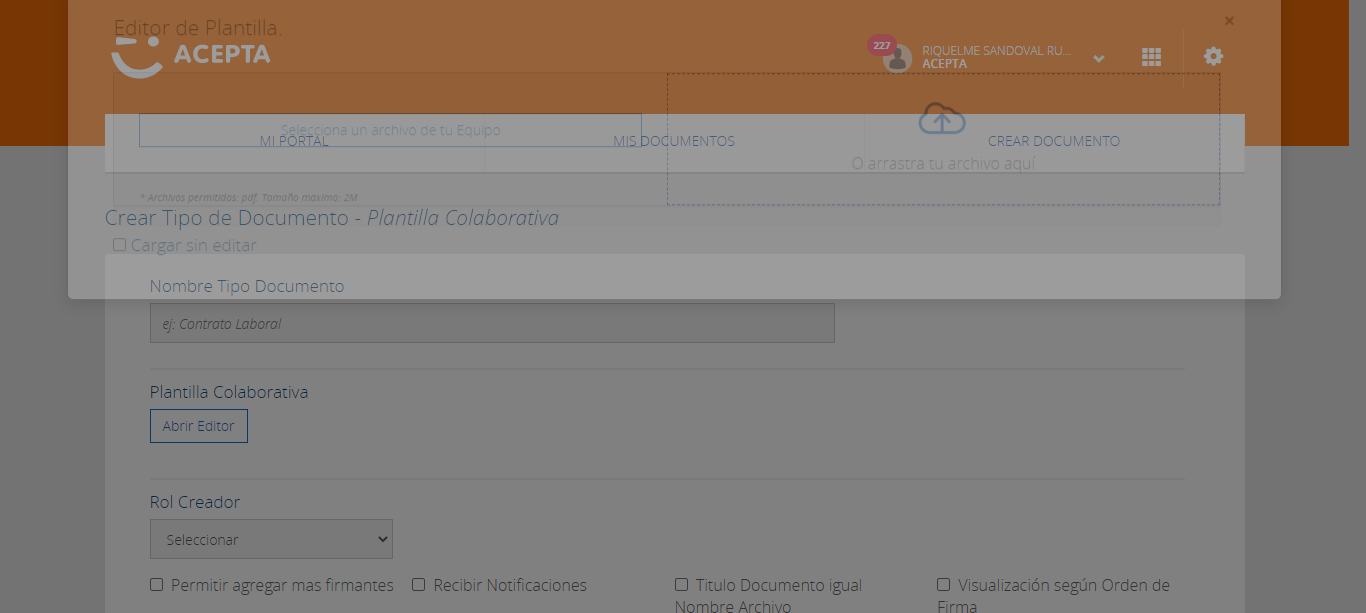 Editor de Plantilla.
ACEPTA
227
RIQUELME SANDOVAL RU...
ACEPTA
Selecciona un archivo de tu Equipo
MI PORTAL
MIS DOCUMENTOS
CREAR DOCUMENTO
O arrastra tu archivo aquí
* Archivos permitidos: pdf. Tamaño máximo: 2M
Crear Tipo de Documento - Plantilla Colaborativa
Cargar sin editar
Nombre Tipo Documento
ej: Contrato Laboral
Plantilla Colaborativa
Abrir Editor
Rol Creador
Seleccionar
Permitir agregar mas firmantes
Recibir Notificaciones
Titulo Documento igual
Nombre Archivo
Visualización según Orden de
Firma